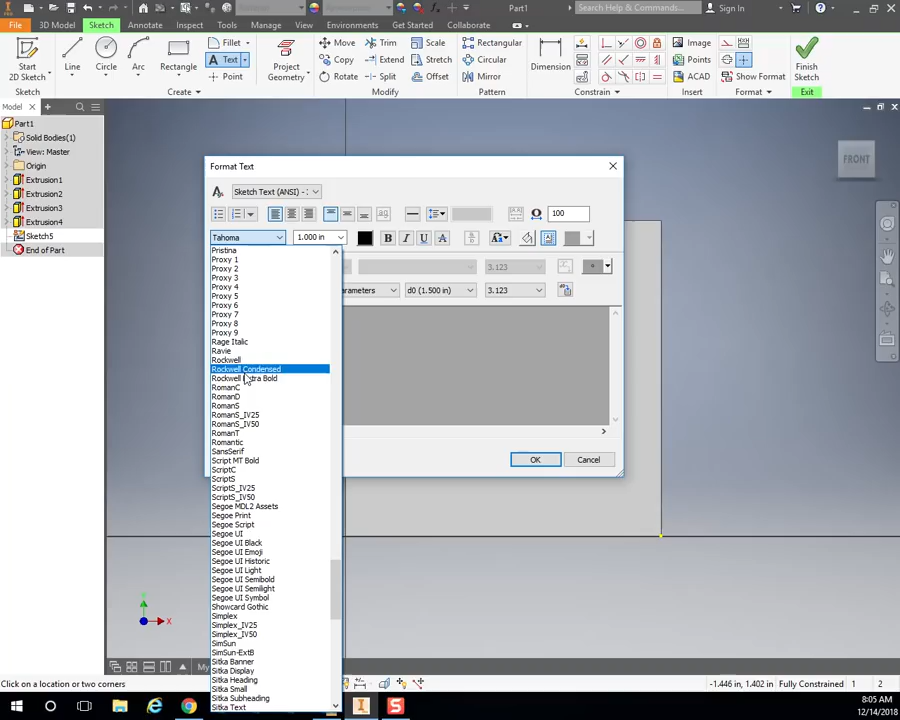 Part1
Search Help & Commands...
Sign In
File 3D Model Sketch Annotate Inspect Tools Manage View Environments Get Started Collaborate
Start
2D Sketch
Line
Circle
Arc
Rectangle
Fillet
Text
Point
Project
Geometry
Move
Copy
Rotate
Trim
Extend
Split
Scale
Stretch
Offset
Rectangular
Circular
Mirror
Dimension
Image
Points
ACAD
Show Format
Finish
Sketch
Sketch Create Modify Pattern Constrain Insert Format Exit
Model
Part1
Solid Bodies(1)
View: Master
Origin
Extrusion1
Extrusion2
Extrusion3
Extrusion4
Sketch5
End of Part
FRONT
Format Text
Sketch Text (ANSI) -
100
Tahoma
1.000 in
B I U A
3.123
d0 (1.500 in)
3.123
OK
Cancel
Pristina
Proxy 1
Proxy 2
Proxy 3
Proxy 4
Proxy 5
Proxy 6
Proxy 7
Proxy 8
Proxy 9
Rage Italic
Ravie
Rockwell
Rockwell Condensed
Rockwell Extra Bold
RomanC
RomanD
RomanS
RomanS_IV25
RomanS_IV50
RomanT
Romantic
SansSerif
Script MT Bold
ScriptC
ScriptS
ScriptS_IV25
ScriptS_IV50
Segoe MDL2 Assets
Segoe Print
Segoe Script
Segoe UI
Segoe UI Black
Segoe UI Emoji
Segoe UI Historic
Segoe UI Light
Segoe UI Semibold
Segoe UI Semilight
Segoe UI Symbol
Showcard Gothic
Simplex
Simplex_IV25
Simplex_IV50
SimSun
SimSun-ExtB
Sitka Banner
Sitka Display
Sitka Heading
Sitka Small
Sitka Subheading
Sitka Text
X
My
Click on a location or two corners
-1.446 in, 1.402 in Fully Constrained 1 2
8:05 AM
12/14/2018